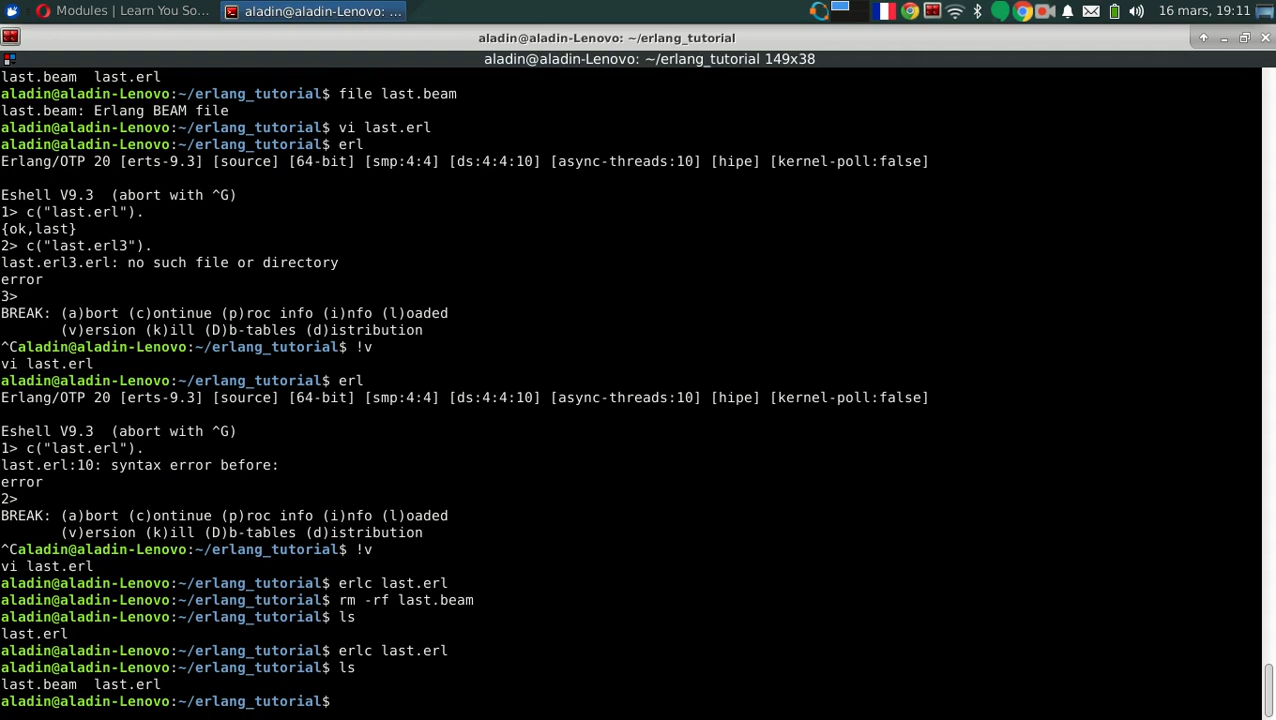 Modules | Learn You So...
aladin@aladin-Lenovo: ...
16 mars, 19:11
aladin@aladin-Lenovo: ~/erlang_tutorial
aladin@aladin-Lenovo: ~/erlang_tutorial 149x38
last.beam  last.erl
aladin@aladin-Lenovo:~/erlang_tutorial$ file last.beam
last.beam: Erlang BEAM file
aladin@aladin-Lenovo:~/erlang_tutorial$ vi last.erl
aladin@aladin-Lenovo:~/erlang_tutorial$ erl
Erlang/OTP 20 [erts-9.3] [source] [64-bit] [smp:4:4] [ds:4:4:10] [async-threads:10] [hipe] [kernel-poll:false]
Eshell V9.3  (abort with ^G)
1> c("last.erl").
{ok,last}
2> c("last.erl3").
last.erl3.erl: no such file or directory
error
3>
BREAK: (a)bort (c)ontinue (p)roc info (i)nfo (l)oaded
       (v)ersion (k)ill (D)b-tables (d)istribution
^Caladin@aladin-Lenovo:~/erlang_tutorial$ !v
vi last.erl
aladin@aladin-Lenovo:~/erlang_tutorial$ erl
Erlang/OTP 20 [erts-9.3] [source] [64-bit] [smp:4:4] [ds:4:4:10] [async-threads:10] [hipe] [kernel-poll:false]
Eshell V9.3  (abort with ^G)
1> c("last.erl").
last.erl:10: syntax error before:
error
2>
BREAK: (a)bort (c)ontinue (p)roc info (i)nfo (l)oaded
       (v)ersion (k)ill (D)b-tables (d)istribution
^Caladin@aladin-Lenovo:~/erlang_tutorial$ !v
vi last.erl
aladin@aladin-Lenovo:~/erlang_tutorial$ erlc last.erl
aladin@aladin-Lenovo:~/erlang_tutorial$ rm -rf last.beam
aladin@aladin-Lenovo:~/erlang_tutorial$ ls
last.erl
aladin@aladin-Lenovo:~/erlang_tutorial$ erlc last.erl
aladin@aladin-Lenovo:~/erlang_tutorial$ ls
last.beam  last.erl
aladin@aladin-Lenovo:~/erlang_tutorial$